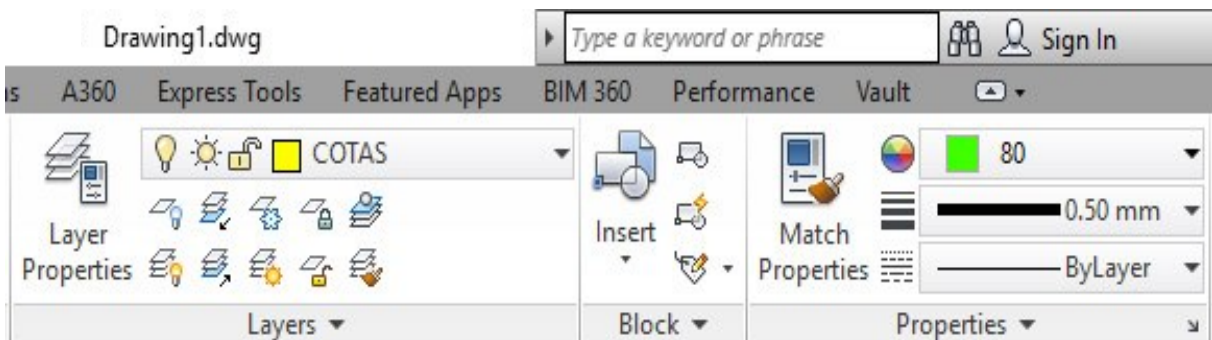 Drawing1.dwg Type a keyword or phrase Sign In
ns A360 Express Tools Featured Apps BIM 360 Performance Vault
COTAS 80
0.50 mm
Layer Properties Insert Match Properties ByLayer
Layers Block Properties